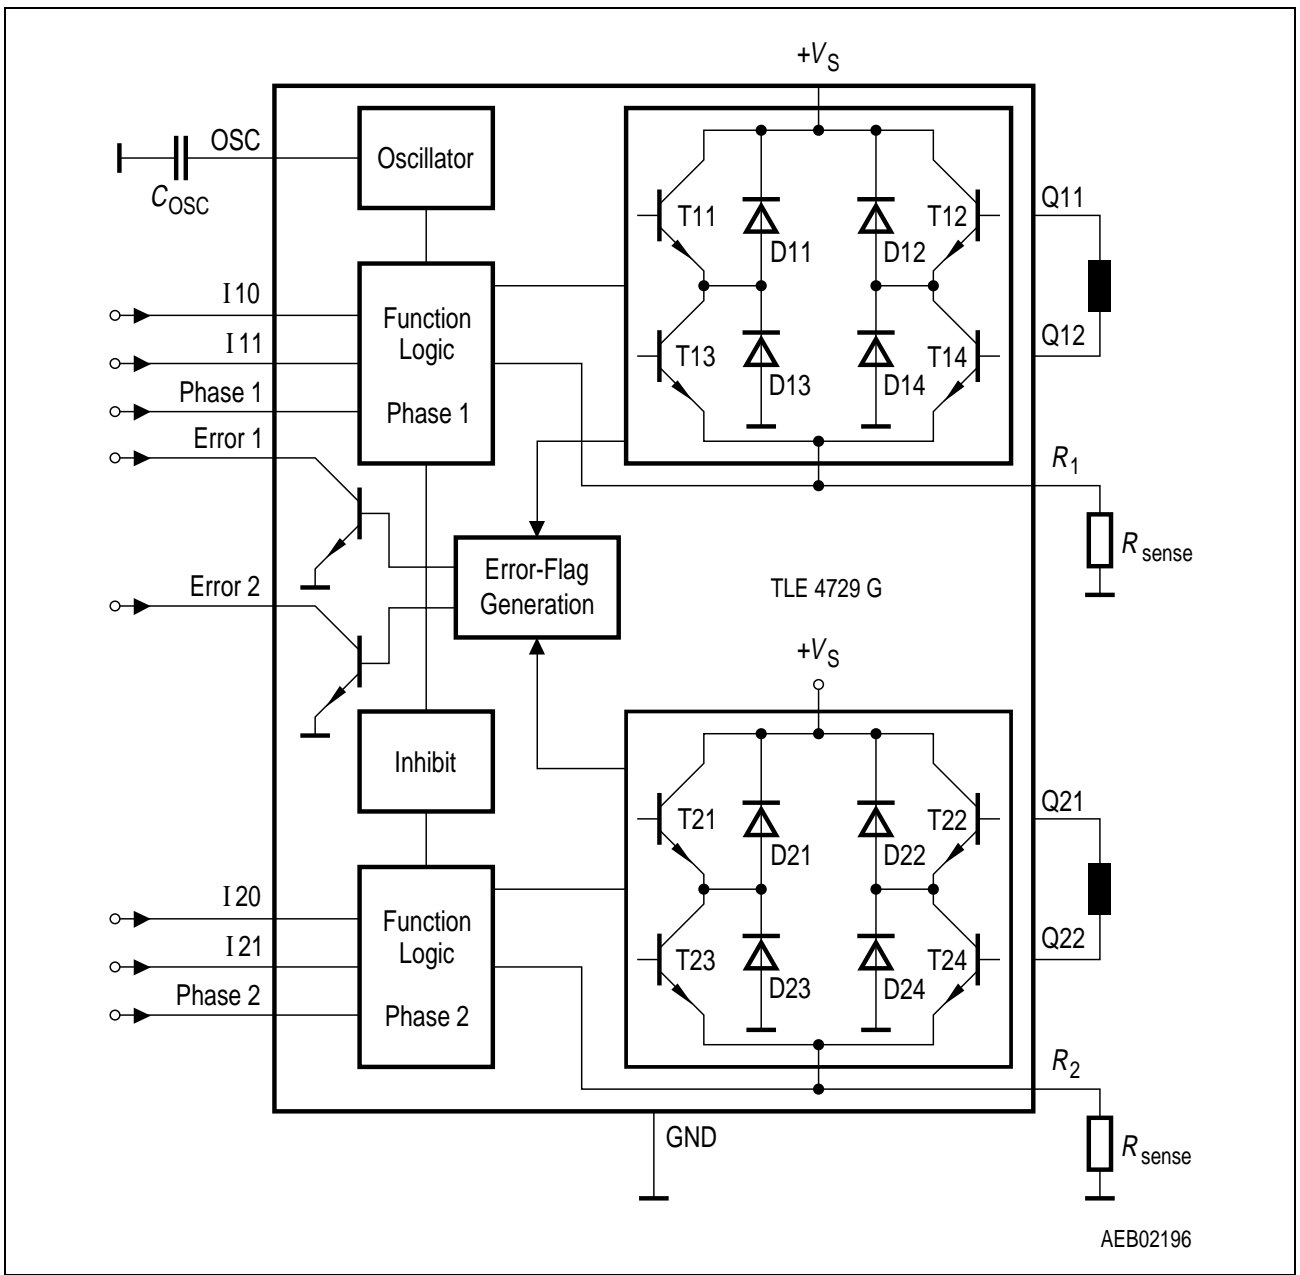 +VS
OSC
COSC
Oscillator
T11
D11
D12
T12
Q11
I10
I11
Phase 1
Error 1
Function
Logic
Phase 1
T13
D13
D14
T14
Q12
R1
Rsense
Error 2
Error-Flag
Generation
TLE 4729 G
+VS
Inhibit
T21
D21
D22
T22
Q21
I20
I21
Phase 2
Function
Logic
Phase 2
T23
D23
D24
T24
Q22
R2
Rsense
GND
AEB02196